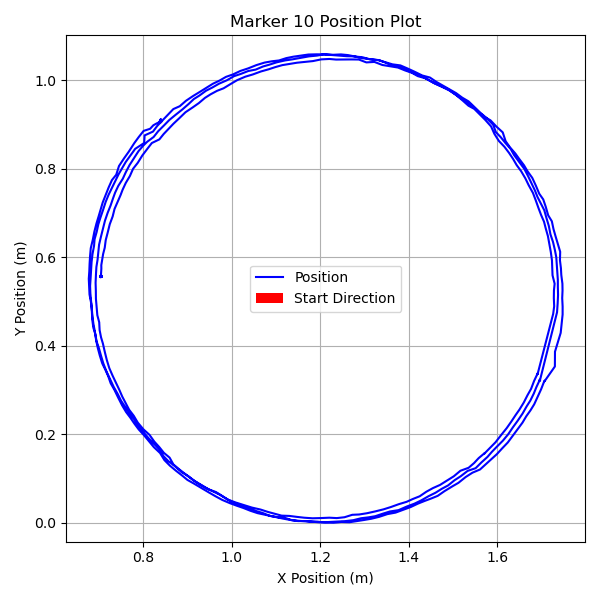 Marker 10 Position Plot
1.0
0.8
0.6
0.4
0.2
0.0
Y Position (m)
Position
Start Direction
0.8 1.0 1.2 1.4 1.6
X Position (m)